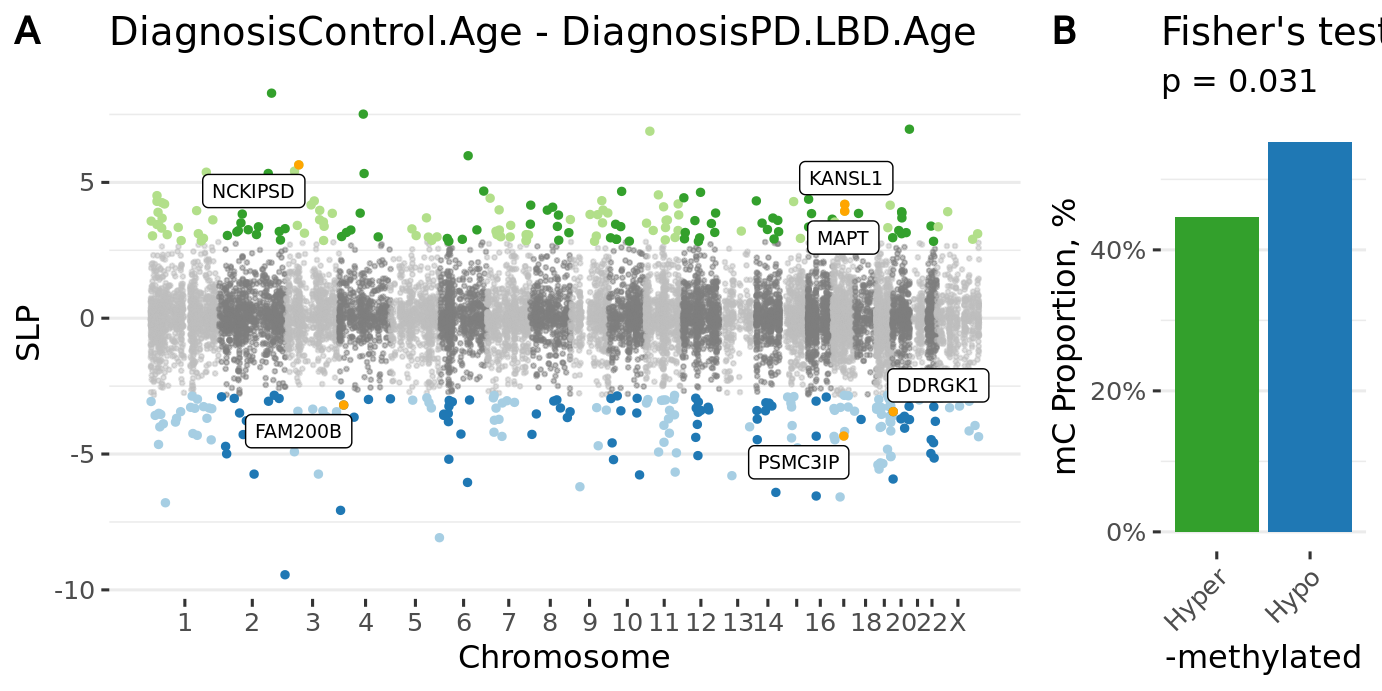 A
DiagnosisControl.Age - DiagnosisPD.LBD.Age
SLP
5
0
-5
-10
NCKIPSD
KANSL1
MAPT
DDRGK1
FAM200B
PSMC3IP
1 2 3 4 5 6 7 8 9 10 11 12 13 14 16 18 20 22 X
Chromosome
B
Fisher's test
p = 0.031
mC Proportion, %
40%
20%
0%
Hyper
Hypo
-methylated